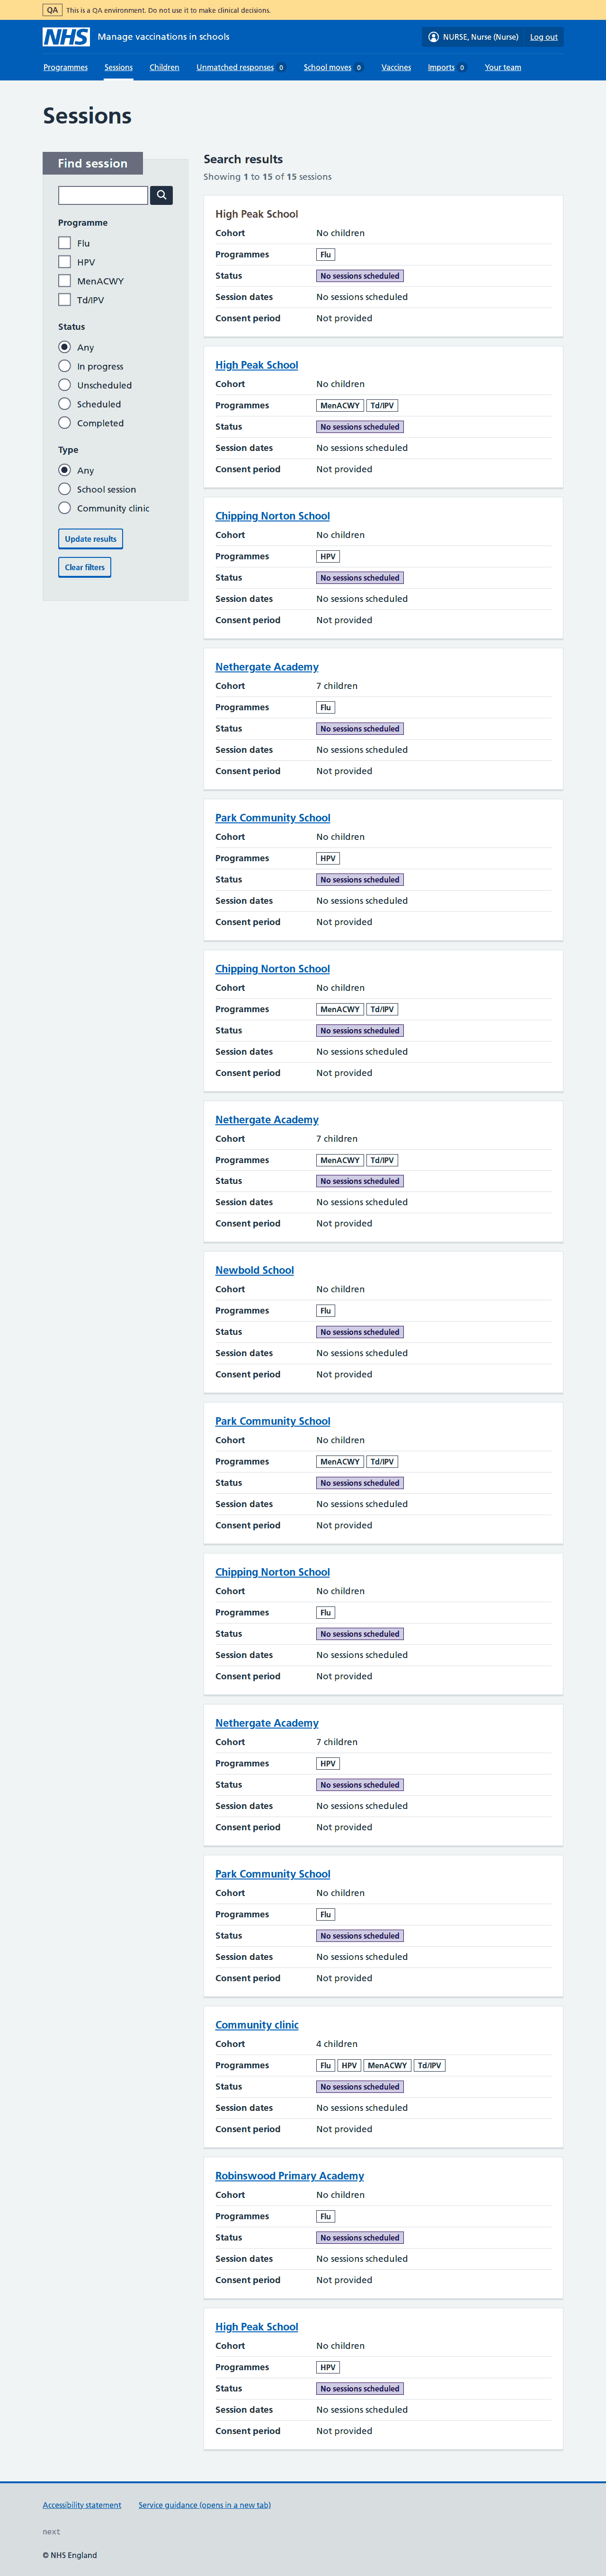 QA This is a QA environment. Do not use it to make clinical decisions.
NHS Manage vaccinations in schools NURSE, Nurse (Nurse) Log out
Programmes Sessions Children Unmatched responses 0 School moves 0 Vaccines Imports 0 Your team
Sessions
Find session
Programme
Flu
HPV
MenACWY
Td/IPV
Status
Any
In progress
Unscheduled
Scheduled
Completed
Type
Any
School session
Community clinic
Update results
Clear filters
Search results
Showing 1 to 15 of 15 sessions
High Peak School
Cohort No children
Programmes Flu
Status No sessions scheduled
Session dates No sessions scheduled
Consent period Not provided
High Peak School
Cohort No children
Programmes MenACWY Td/IPV
Status No sessions scheduled
Session dates No sessions scheduled
Consent period Not provided
Chipping Norton School
Cohort No children
Programmes HPV
Status No sessions scheduled
Session dates No sessions scheduled
Consent period Not provided
Nethergate Academy
Cohort 7 children
Programmes Flu
Status No sessions scheduled
Session dates No sessions scheduled
Consent period Not provided
Park Community School
Cohort No children
Programmes HPV
Status No sessions scheduled
Session dates No sessions scheduled
Consent period Not provided
Chipping Norton School
Cohort No children
Programmes MenACWY Td/IPV
Status No sessions scheduled
Session dates No sessions scheduled
Consent period Not provided
Nethergate Academy
Cohort 7 children
Programmes MenACWY Td/IPV
Status No sessions scheduled
Session dates No sessions scheduled
Consent period Not provided
Newbold School
Cohort No children
Programmes Flu
Status No sessions scheduled
Session dates No sessions scheduled
Consent period Not provided
Park Community School
Cohort No children
Programmes MenACWY Td/IPV
Status No sessions scheduled
Session dates No sessions scheduled
Consent period Not provided
Chipping Norton School
Cohort No children
Programmes Flu
Status No sessions scheduled
Session dates No sessions scheduled
Consent period Not provided
Nethergate Academy
Cohort 7 children
Programmes HPV
Status No sessions scheduled
Session dates No sessions scheduled
Consent period Not provided
Park Community School
Cohort No children
Programmes Flu
Status No sessions scheduled
Session dates No sessions scheduled
Consent period Not provided
Community clinic
Cohort 4 children
Programmes Flu HPV MenACWY Td/IPV
Status No sessions scheduled
Session dates No sessions scheduled
Consent period Not provided
Robinswood Primary Academy
Cohort No children
Programmes Flu
Status No sessions scheduled
Session dates No sessions scheduled
Consent period Not provided
High Peak School
Cohort No children
Programmes HPV
Status No sessions scheduled
Session dates No sessions scheduled
Consent period Not provided
Accessibility statement Service guidance (opens in a new tab)
next
© NHS England